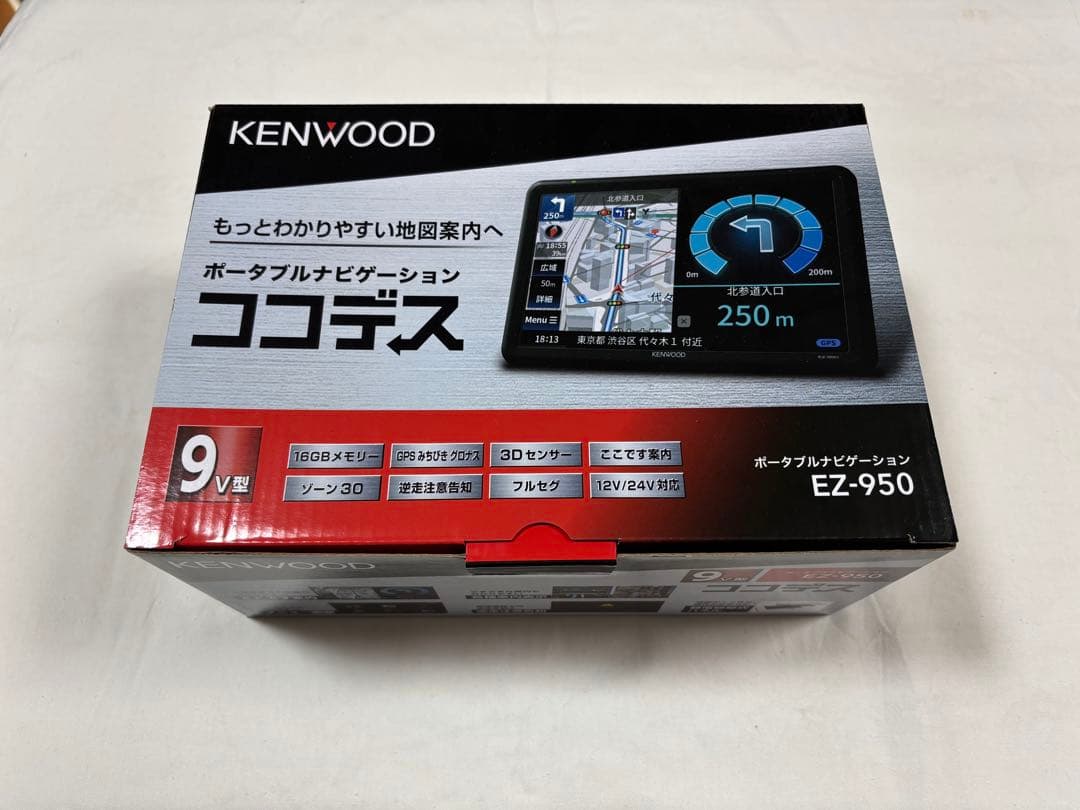 KENWOOD
もっとわかりやすい地図案内へ
ポータブルナビゲーション
ココデス
250m
北参道入口
18:55
広域
50m
詳細
代々
Menu
18:13 東京都 渋谷区 代々木1 付近
0m
200m
北参道入口
250 m
GPS
KENWOOD
9V型
16GBメモリー GPS みちびき グロナス 3Dセンサー ここです案内
ゾーン30 逆走注意告知 フルセグ 12V/24V対応
ポータブルナビゲーション
EZ-950
KENWOOD
9V型
EZ-950
ココデス